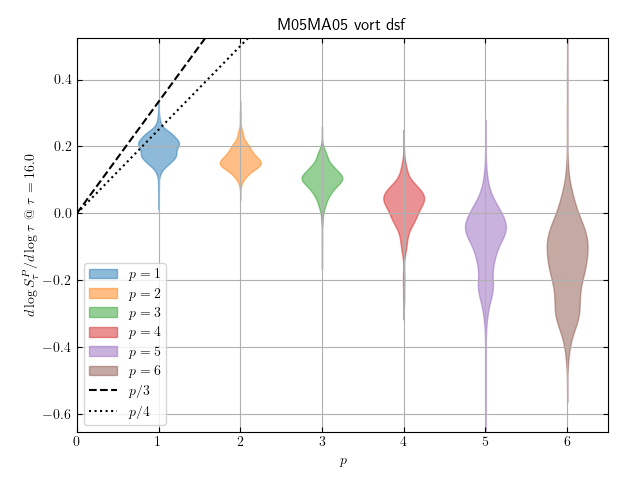 M05MA05 vort dsf
d log S_τ^P / d log τ @ τ = 16.0
0.4
0.2
0.0
−0.2
−0.4
−0.6
p = 1
p = 2
p = 3
p = 4
p = 5
p = 6
p/3
p/4
0 1 2 3 4 5 6
p